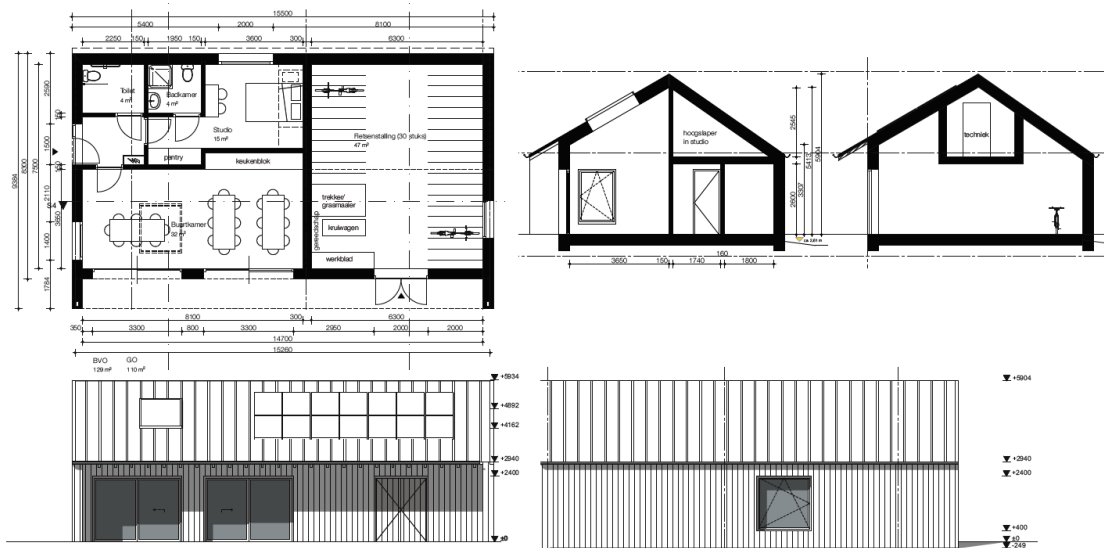 15500
5400
2000
8100
2250
150
1950
150
3600
300
6300
9384
8300
7500
2590
1500
2110
3650
1400
1784
Toilet
4 m²
Badkamer
4 m²
Studio
15 m²
pantry
keukenblok
Fietsenstalling (30 stuks)
47 m²
Buurtkamer
32 m²
gereedschap
trekker/
grasmaaier
kruiwagen
werkblad
8100
300
6300
350
3300
800
3300
2950
2000
2000
14700
15260
hoogslaper
in studio
2565
2600
3307
5413
5904
3650
150
1740
160
1800
techniek
BVO
GO
129 m²
110 m²
+5934
+4892
+4162
+2940
+2400
±0
+5904
+2940
+2400
+400
±0
-249